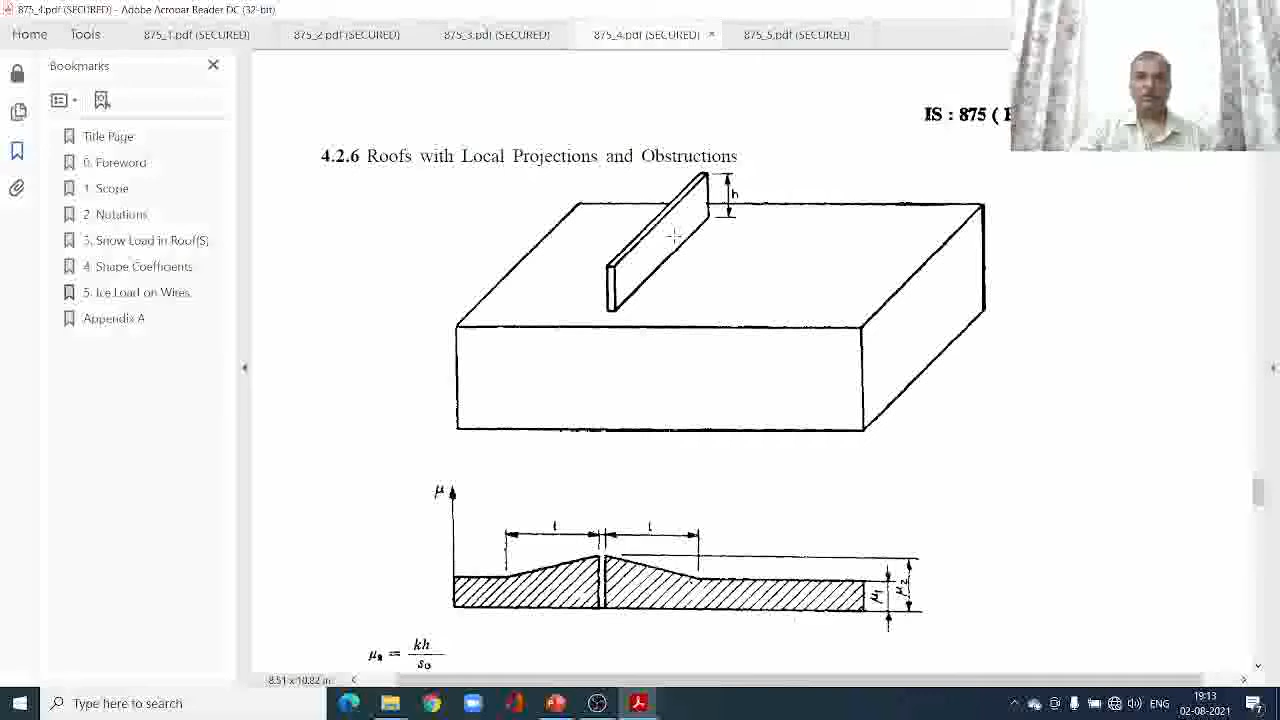 875_4.pdf (SECURED) - Adobe Acrobat Reader DC (32-bit)
Home Tools 875_1.pdf (SECURED) 875_2.pdf (SECURED) 875_3.pdf (SECURED) 875_4.pdf (SECURED) × 875_5.pdf (SECURED)
Bookmarks
Title Page
0. Foreword
1. Scope
2. Notations
3. Snow Load in Roof(S)
4. Shape Coefficients
5. Ice Load on Wires.
Appendix A
IS : 875 (
4.2.6 Roofs with Local Projections and Obstructions
h
μ
l l
μ1 μ2
μ2 = kh
s0
8.51 x 10.82 in.
Type here to search
ENG
19:13
02-08-2021
7